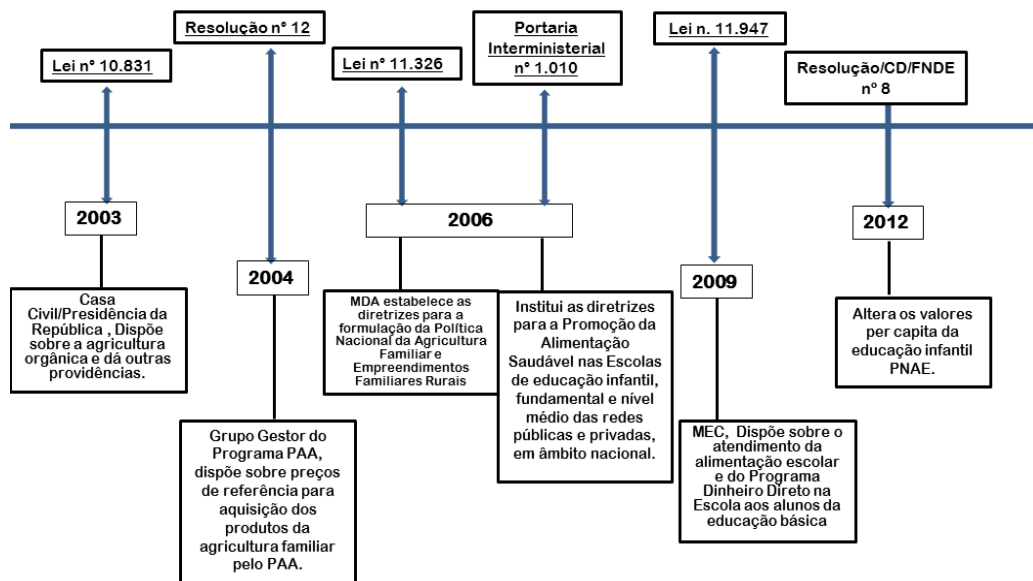 Lei nº 10.831
Resolução nº 12
Lei nº 11.326
Portaria
Interministerial
nº 1.010
Lei n. 11.947
Resolução/CD/FNDE
nº 8
2003
2004
2006
2009
2012
Casa
Civil/Presidência da
República , Dispõe
sobre a agricultura
orgânica e dá outras
providências.
Grupo Gestor do
Programa PAA,
dispõe sobre preços
de referência para
aquisição dos
produtos da
agricultura familiar
pelo PAA.
MDA estabelece as
diretrizes para a
formulação da Política
Nacional da Agricultura
Familiar e
Empreendimentos
Familiares Rurais
Institui as diretrizes
para a Promoção da
Alimentação
Saudável nas Escolas
de educação infantil,
fundamental e nível
médio das redes
públicas e privadas,
em âmbito nacional.
MEC, Dispõe sobre o
atendimento da
alimentação escolar
e do Programa
Dinheiro Direto na
Escola aos alunos da
educação básica
Altera os valores
per capita da
educação infantil
PNAE.